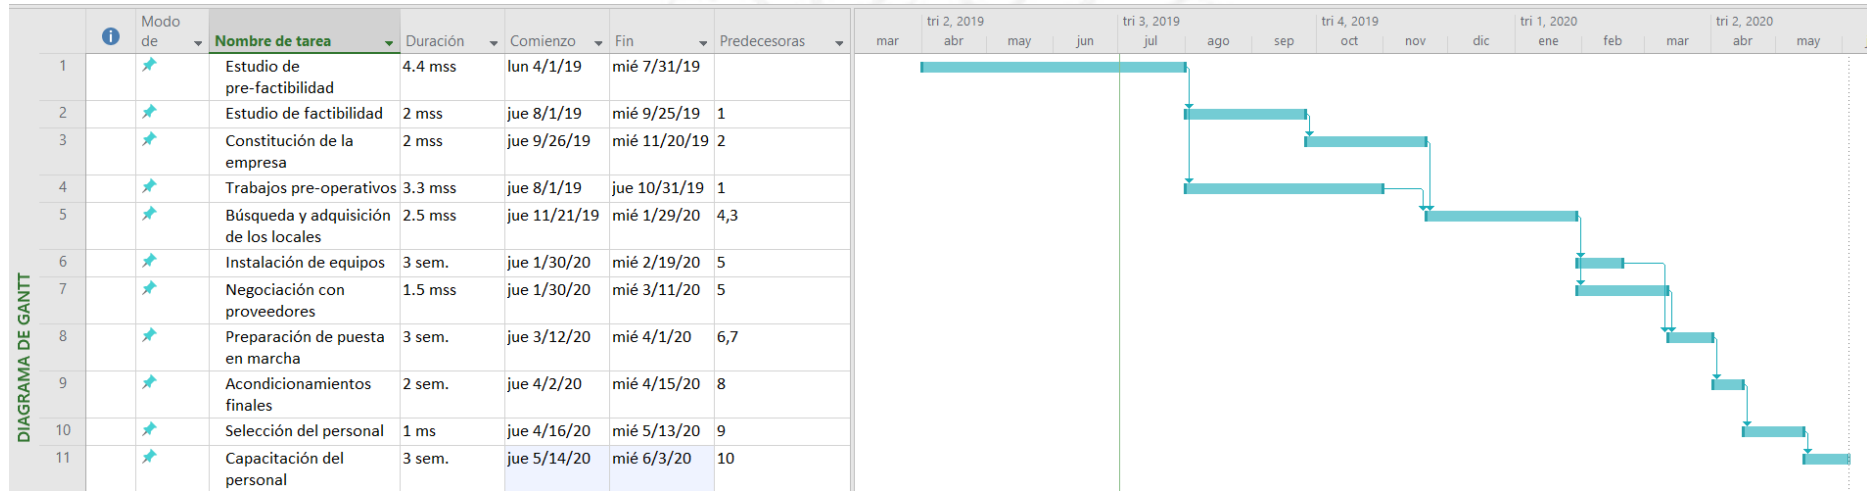 Modo de Nombre de tarea Duración Comienzo Fin Predecesoras
tri 2, 2019 tri 3, 2019 tri 4, 2019 tri 1, 2020 tri 2, 2020
mar abr may jun jul ago sep oct nov dic ene feb mar abr may
1 Estudio de pre-factibilidad 4.4 mss lun 4/1/19 mié 7/31/19
2 Estudio de factibilidad 2 mss jue 8/1/19 mié 9/25/19 1
3 Constitución de la empresa 2 mss jue 9/26/19 mié 11/20/19 2
4 Trabajos pre-operativos 3.3 mss jue 8/1/19 jue 10/31/19 1
5 Búsqueda y adquisición de los locales 2.5 mss jue 11/21/19 mié 1/29/20 4,3
6 Instalación de equipos 3 sem. jue 1/30/20 mié 2/19/20 5
7 Negociación con proveedores 1.5 mss jue 1/30/20 mié 3/11/20 5
8 Preparación de puesta en marcha 3 sem. jue 3/12/20 mié 4/1/20 6,7
9 Acondicionamientos finales 2 sem. jue 4/2/20 mié 4/15/20 8
10 Selección del personal 1 ms jue 4/16/20 mié 5/13/20 9
11 Capacitación del personal 3 sem. jue 5/14/20 mié 6/3/20 10
DIAGRAMA DE GANTT